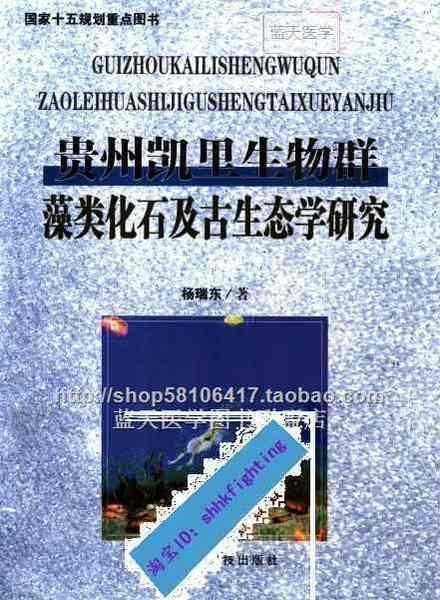 国家十五规划重点图书
蓝天医学
GUIZHOUKAILISHENGWUQUN
ZAOLEIHUASHIJIGUSHENGTAIXUEYANJIU
贵州凯里生物群
藻类化石及古生态学研究
杨瑞东/著
http://shop58106417.taobao.com/
蓝天医学图书
店
淘宝ID: shhkfighting
技出版社